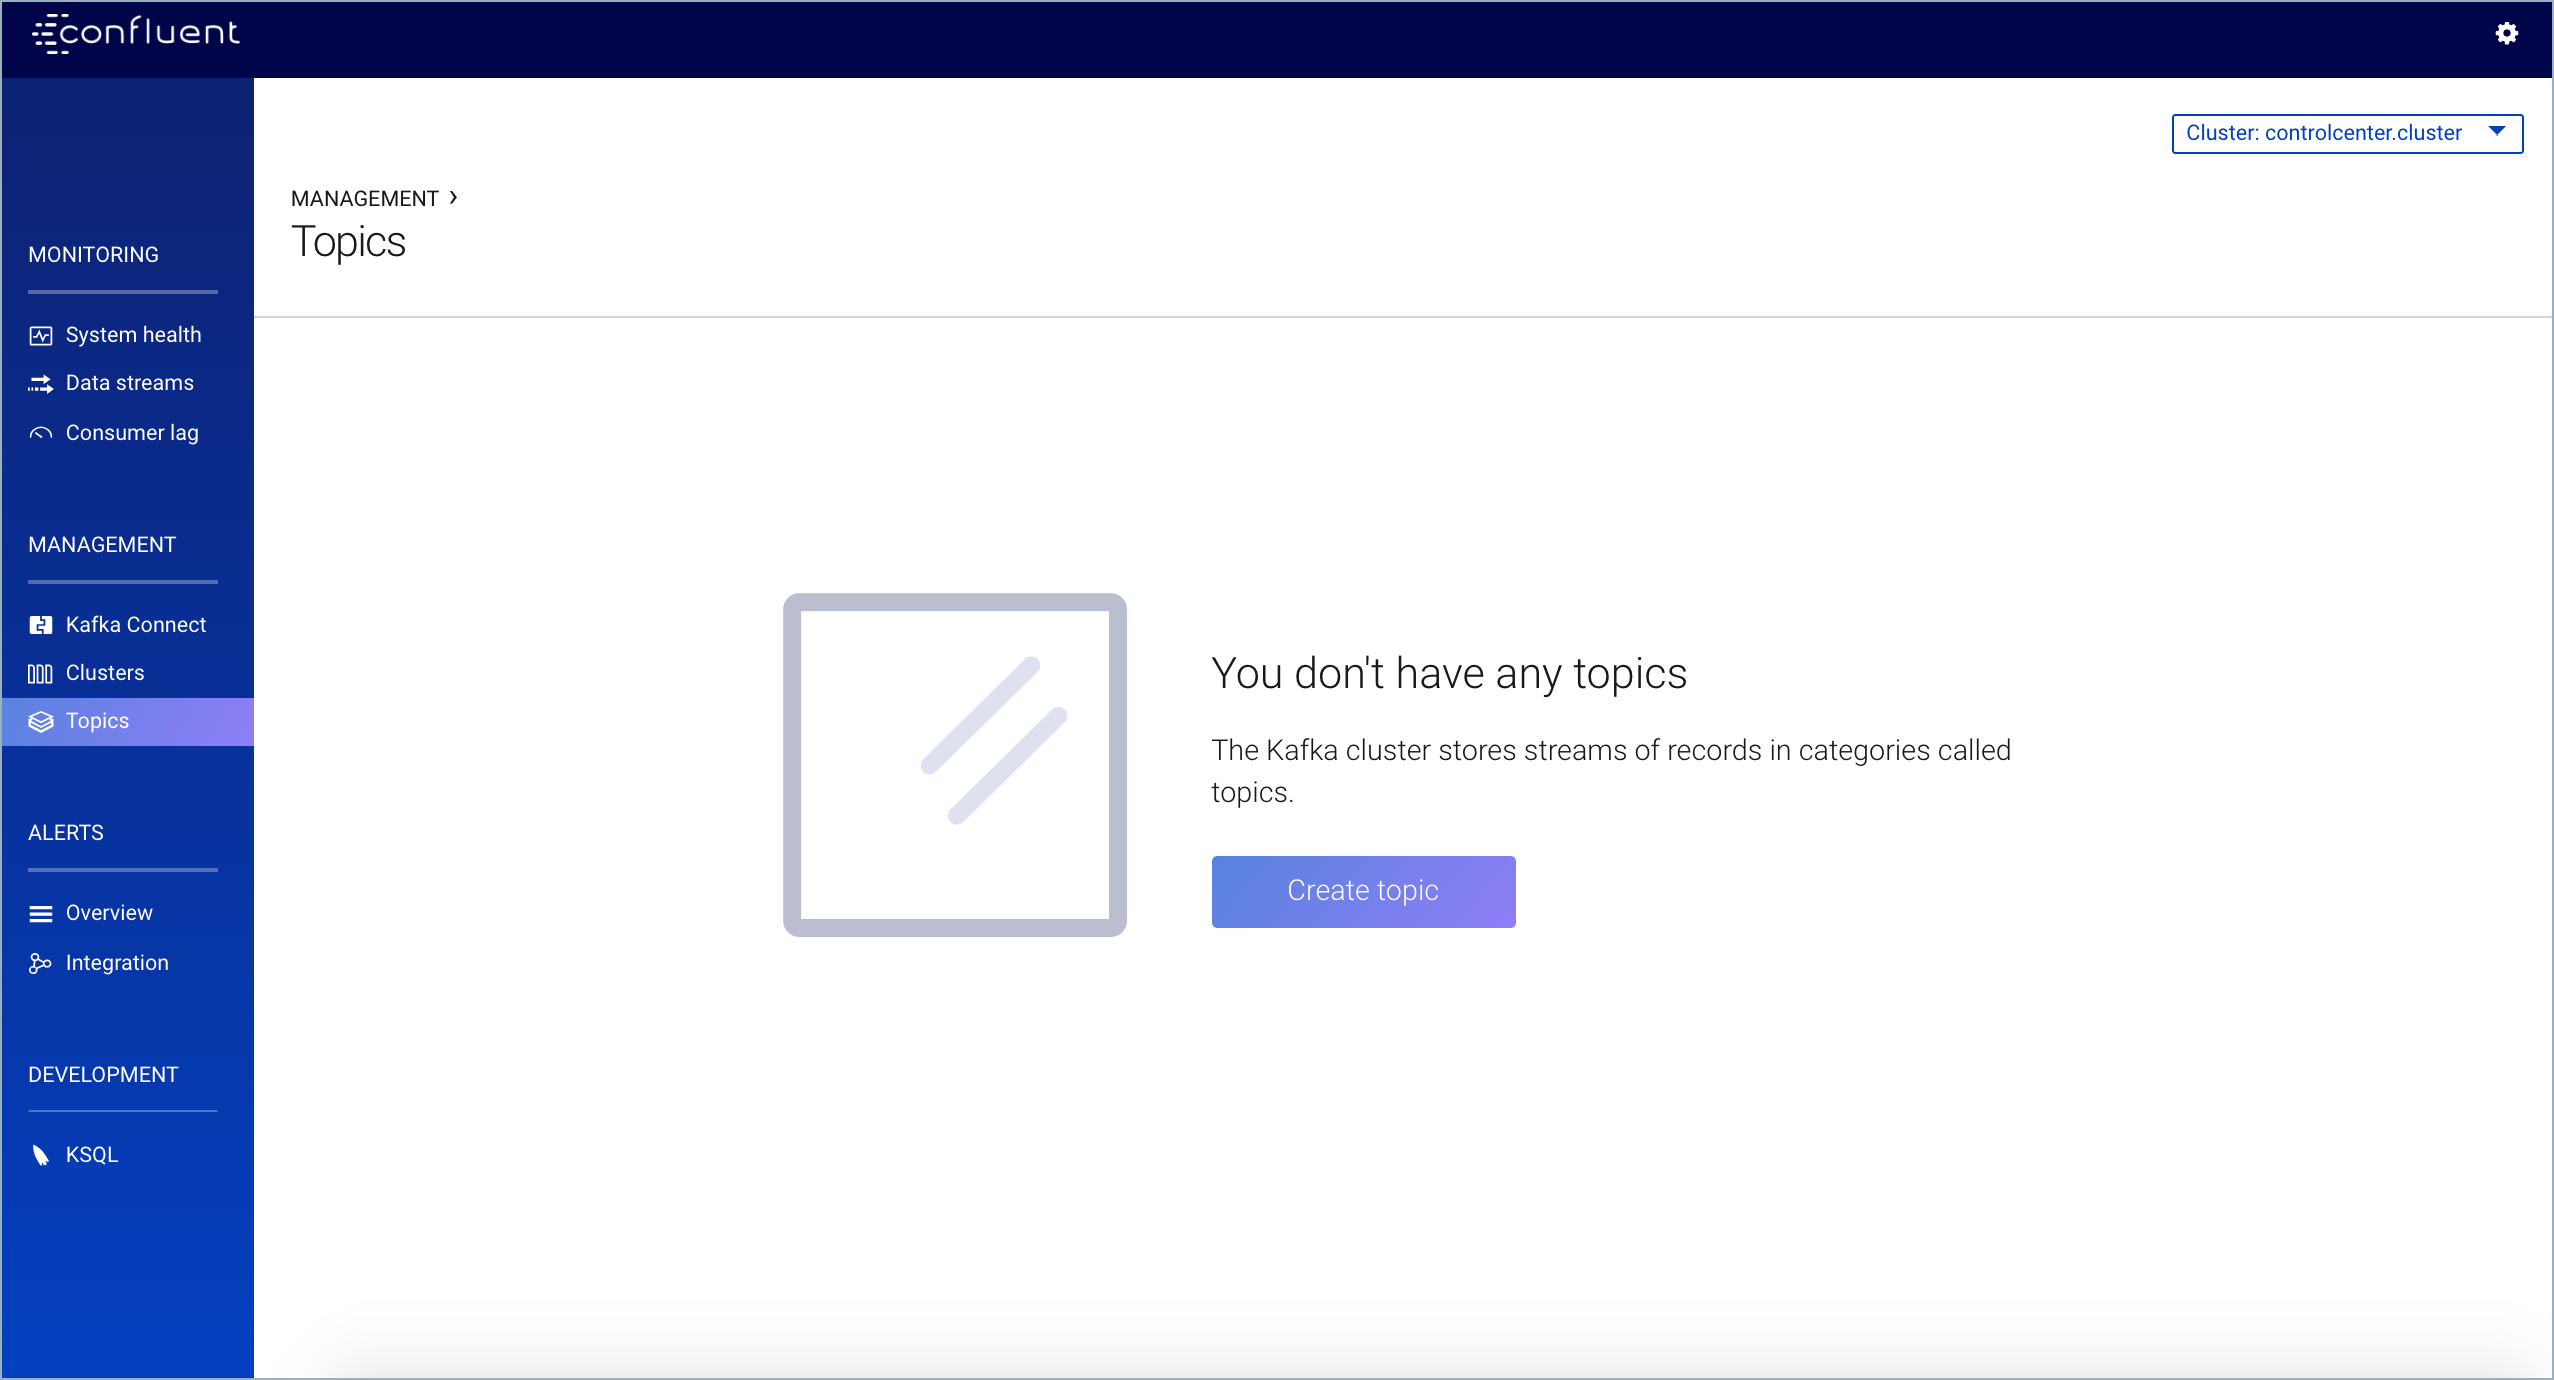 confluent
Cluster: controlcenter.cluster
MANAGEMENT ›
Topics
MONITORING
System health
Data streams
Consumer lag
MANAGEMENT
Kafka Connect
Clusters
Topics
ALERTS
Overview
Integration
DEVELOPMENT
KSQL
You don't have any topics
The Kafka cluster stores streams of records in categories called
topics.
Create topic